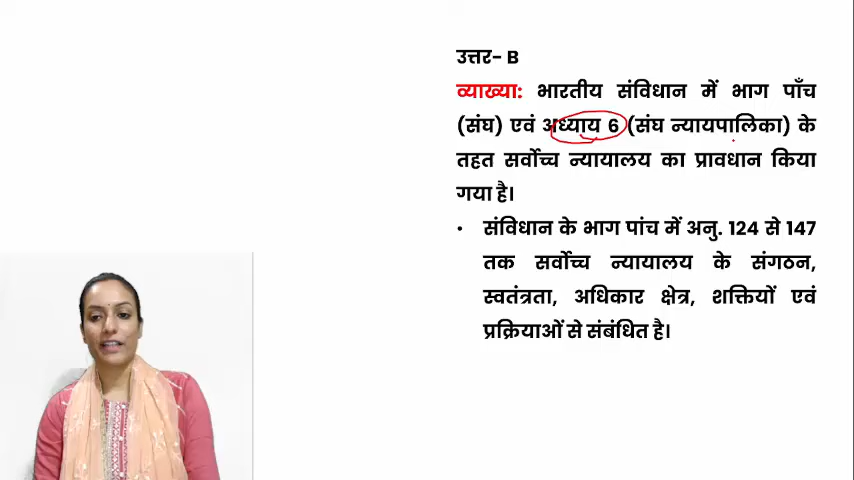 उत्तर- B
व्याख्या: भारतीय संविधान में भाग पाँच
(संघ) एवं अध्याय 6 (संघ न्यायपालिका) के
तहत सर्वोच्च न्यायालय का प्रावधान किया
गया है।
• संविधान के भाग पांच में अनु. 124 से 147
तक सर्वोच्च न्यायालय के संगठन,
स्वतंत्रता, अधिकार क्षेत्र, शक्तियों एवं
प्रक्रियाओं से संबंधित है।